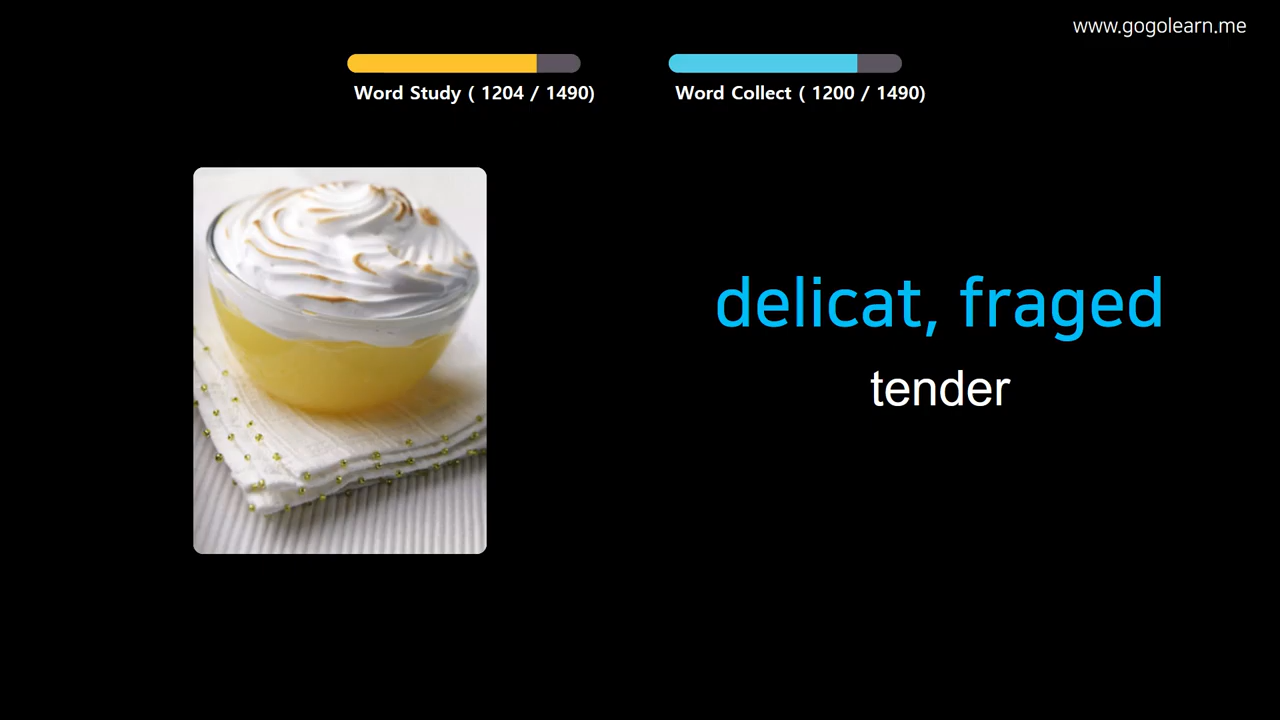 www.gogolearn.me
Word Study ( 1204 / 1490)
Word Collect ( 1200 / 1490)
delicat, fraged
tender